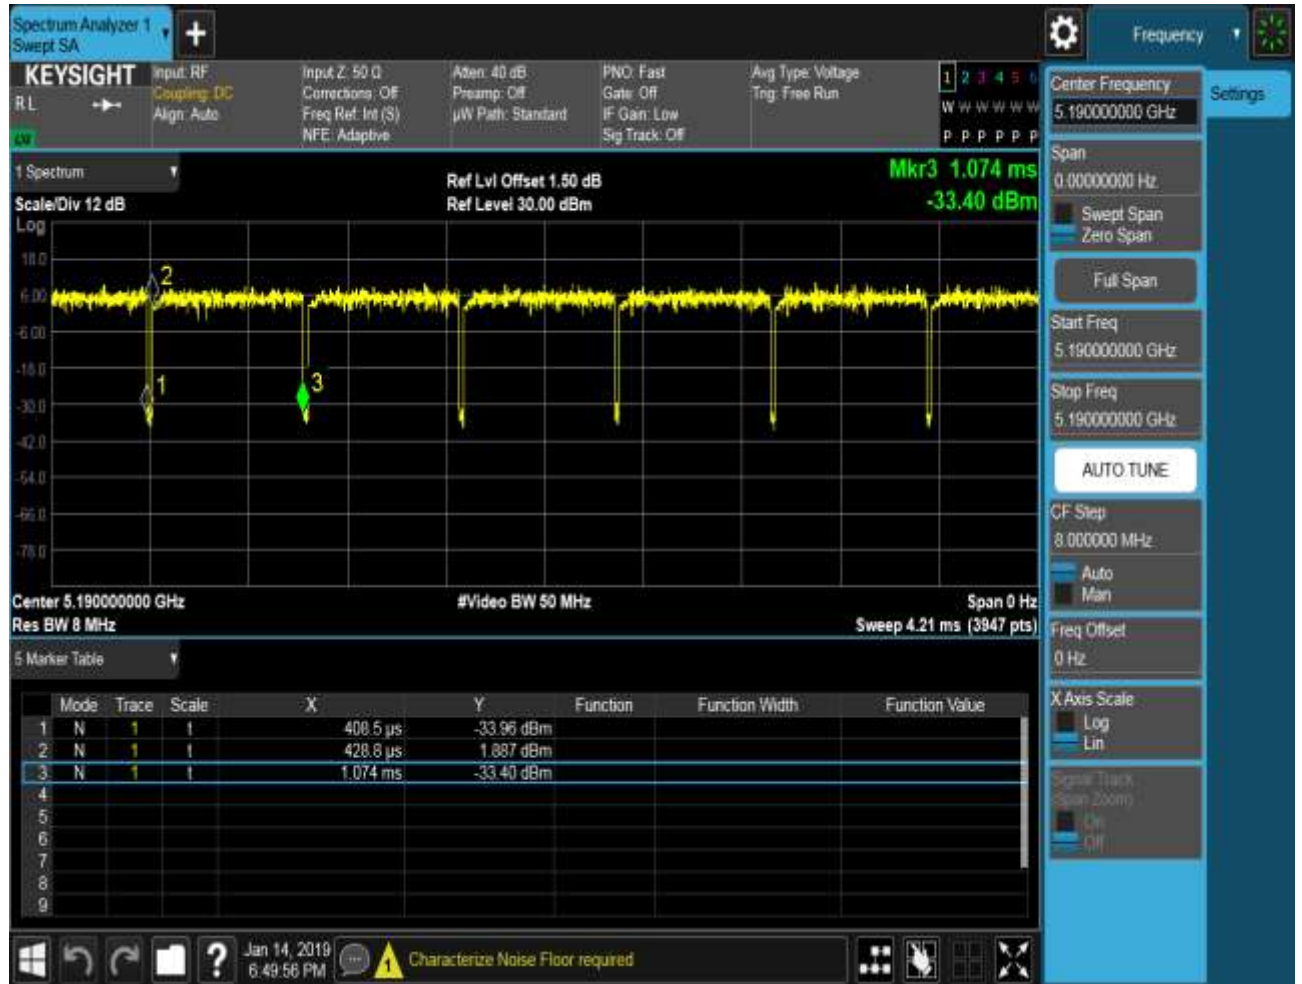 Spectrum Analyzer 1
Swept SA
+
Frequency
KEYSIGHT
RL
Input: RF
Coupling: DC
Align: Auto
Input Z: 50 Ω
Corrections: Off
Freq Ref: Int (S)
NFE: Adaptive
Atten: 40 dB
Preamp: Off
µW Path: Standard
PNO: Fast
Gate: Off
IF Gain: Low
Sig Track: Off
Avg Type: Voltage
Trig: Free Run
1 2 3 4 5 6
W W W W W W
P P P P P P
1 Spectrum
Scale/Div 12 dB
Log
Ref Lvl Offset 1.50 dB
Ref Level 30.00 dBm
Mkr3 1.074 ms
-33.40 dBm
18.0
6.00
-6.00
-18.0
-30.0
-42.0
-54.0
-66.0
-78.0
2
1
3
Center 5.190000000 GHz
Res BW 8 MHz
#Video BW 50 MHz
Span 0 Hz
Sweep 4.21 ms (3947 pts)
5 Marker Table
Mode Trace Scale X Y Function Function Width Function Value
1 N 1 t 408.5 µs -33.96 dBm
2 N 1 t 428.8 µs 1.887 dBm
3 N 1 t 1.074 ms -33.40 dBm
4
5
6
7
8
9
Center Frequency
5.190000000 GHz
Settings
Span
0.00000000 Hz
Swept Span
Zero Span
Full Span
Start Freq
5.190000000 GHz
Stop Freq
5.190000000 GHz
AUTO TUNE
CF Step
8.000000 MHz
Auto
Man
Freq Offset
0 Hz
X Axis Scale
Log
Lin
Signal Track
(Span Zoom)
On
Off
?
Jan 14, 2019
6:49:56 PM
1
Characterize Noise Floor required